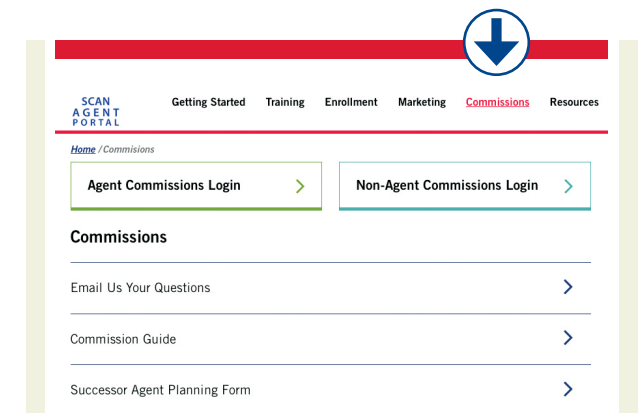 SCAN
AGENT
PORTAL
Getting Started Training Enrollment Marketing Commissions Resources
Home / Commisions
Agent Commissions Login
Non-Agent Commissions Login
Commissions
Email Us Your Questions
Commission Guide
Successor Agent Planning Form